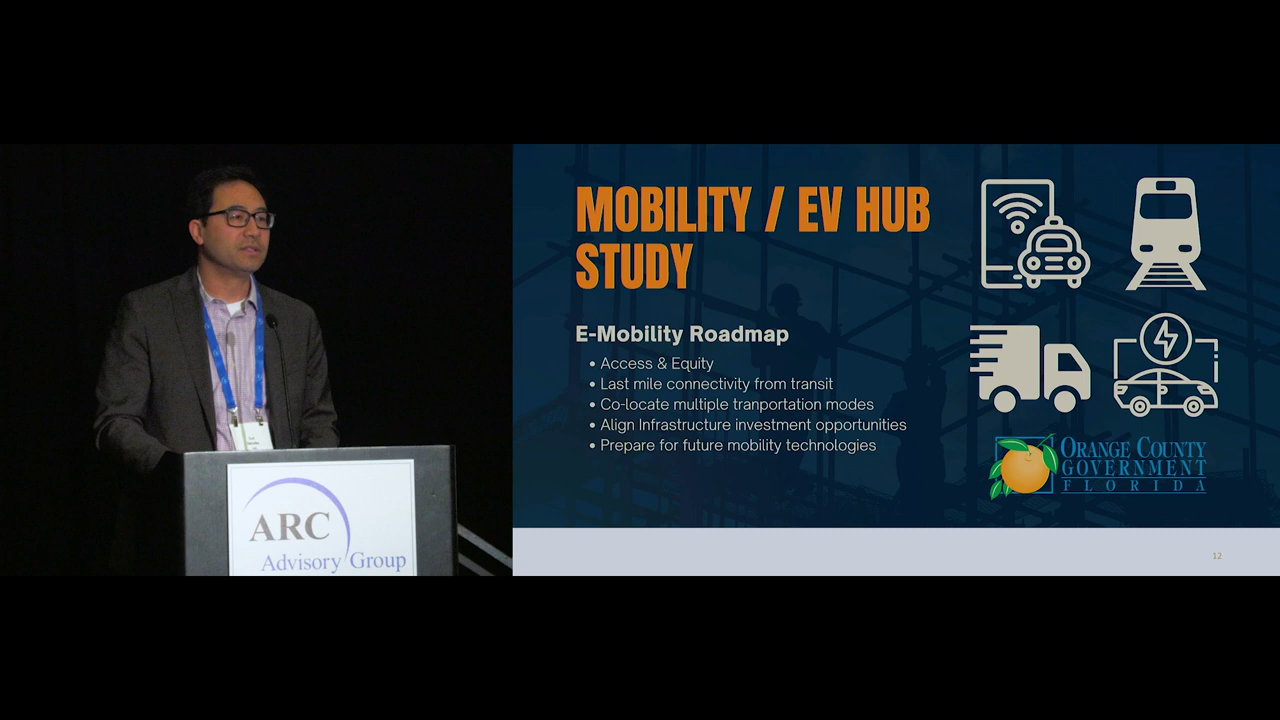 MOBILITY / EV HUB
STUDY
E-Mobility Roadmap
• Access & Equity
• Last mile connectivity from transit
• Co-locate multiple tranportation modes
• Align Infrastructure investment opportunities
• Prepare for future mobility technologies
ORANGE COUNTY
GOVERNMENT
FLORIDA
12
ARC
Advisory Group